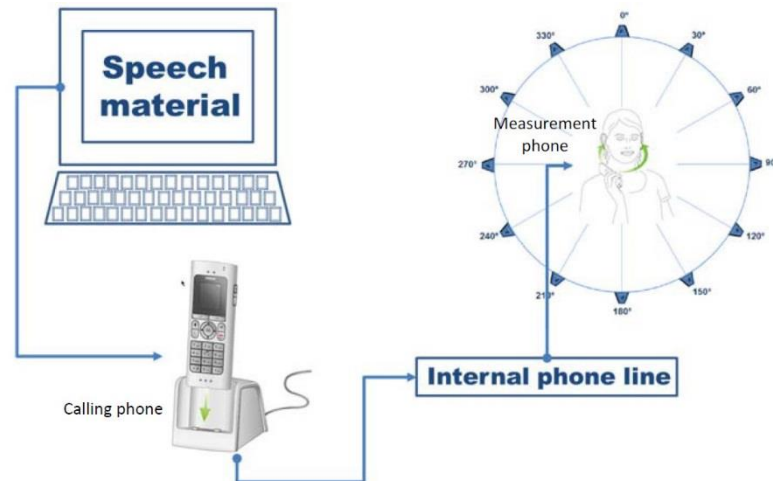 Speech
material
0°
330°
30°
300°
60°
Measurement
phone
270°
90
240°
120°
210°
150°
180°
Calling phone
Internal phone line